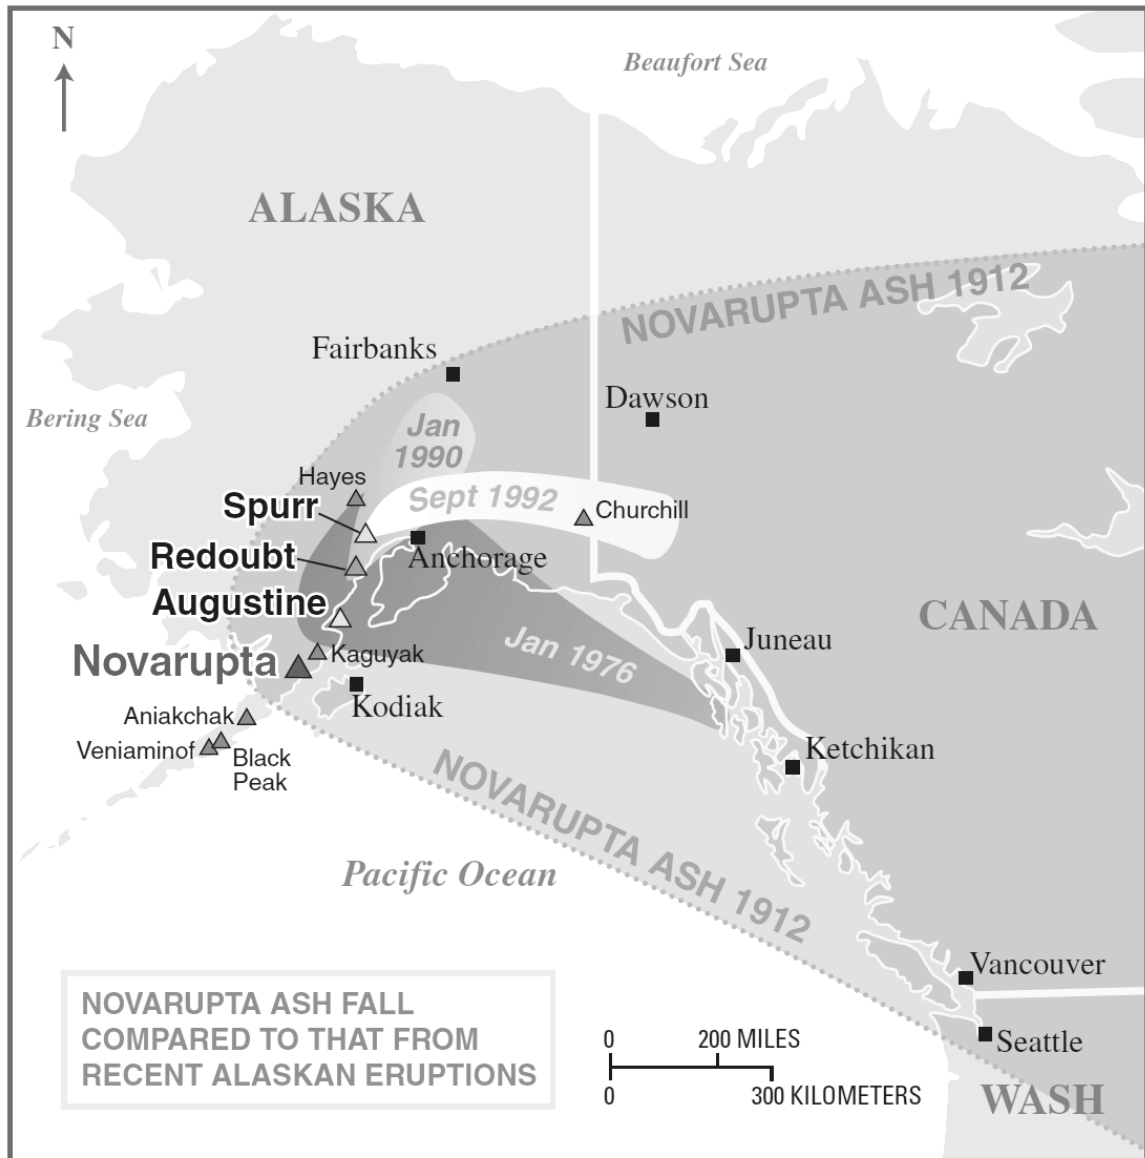 N
Beaufort Sea
ALASKA
NOVARUPTA ASH 1912
Fairbanks
Dawson
Bering Sea
Jan
1990
Hayes
Sept 1992
Spurr
Churchill
Redoubt
Anchorage
Augustine
CANADA
Jan 1976
Juneau
Novarupta
Kaguyak
Kodiak
Aniakchak
Veniaminof
Black
Peak
Ketchikan
NOVARUPTA ASH 1912
Pacific Ocean
Vancouver
NOVARUPTA ASH FALL
COMPARED TO THAT FROM
RECENT ALASKAN ERUPTIONS
0 200 MILES
0 300 KILOMETERS
Seattle
WASH